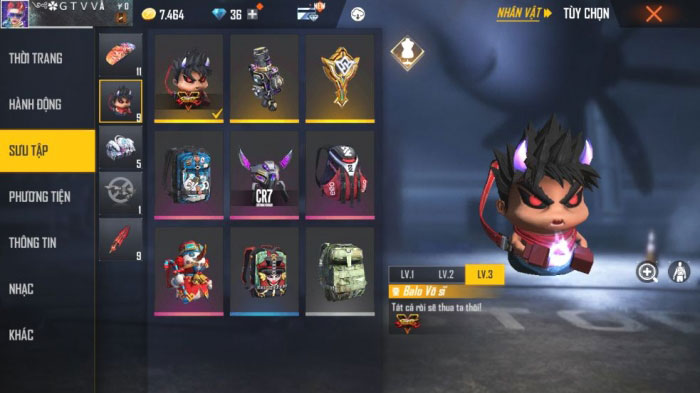 GTVVÀ
7.464
36
NEW
NHÂN VẬT
TÙY CHỌN
THỜI TRANG
HÀNH ĐỘNG
SƯU TẬP
PHƯƠNG TIỆN
THÔNG TIN
NHẠC
KHÁC
11
9
5
1
9
CR7
LV.1
LV.2
LV.3
Balo Võ sĩ
Tất cả rồi sẽ thua ta thôi!